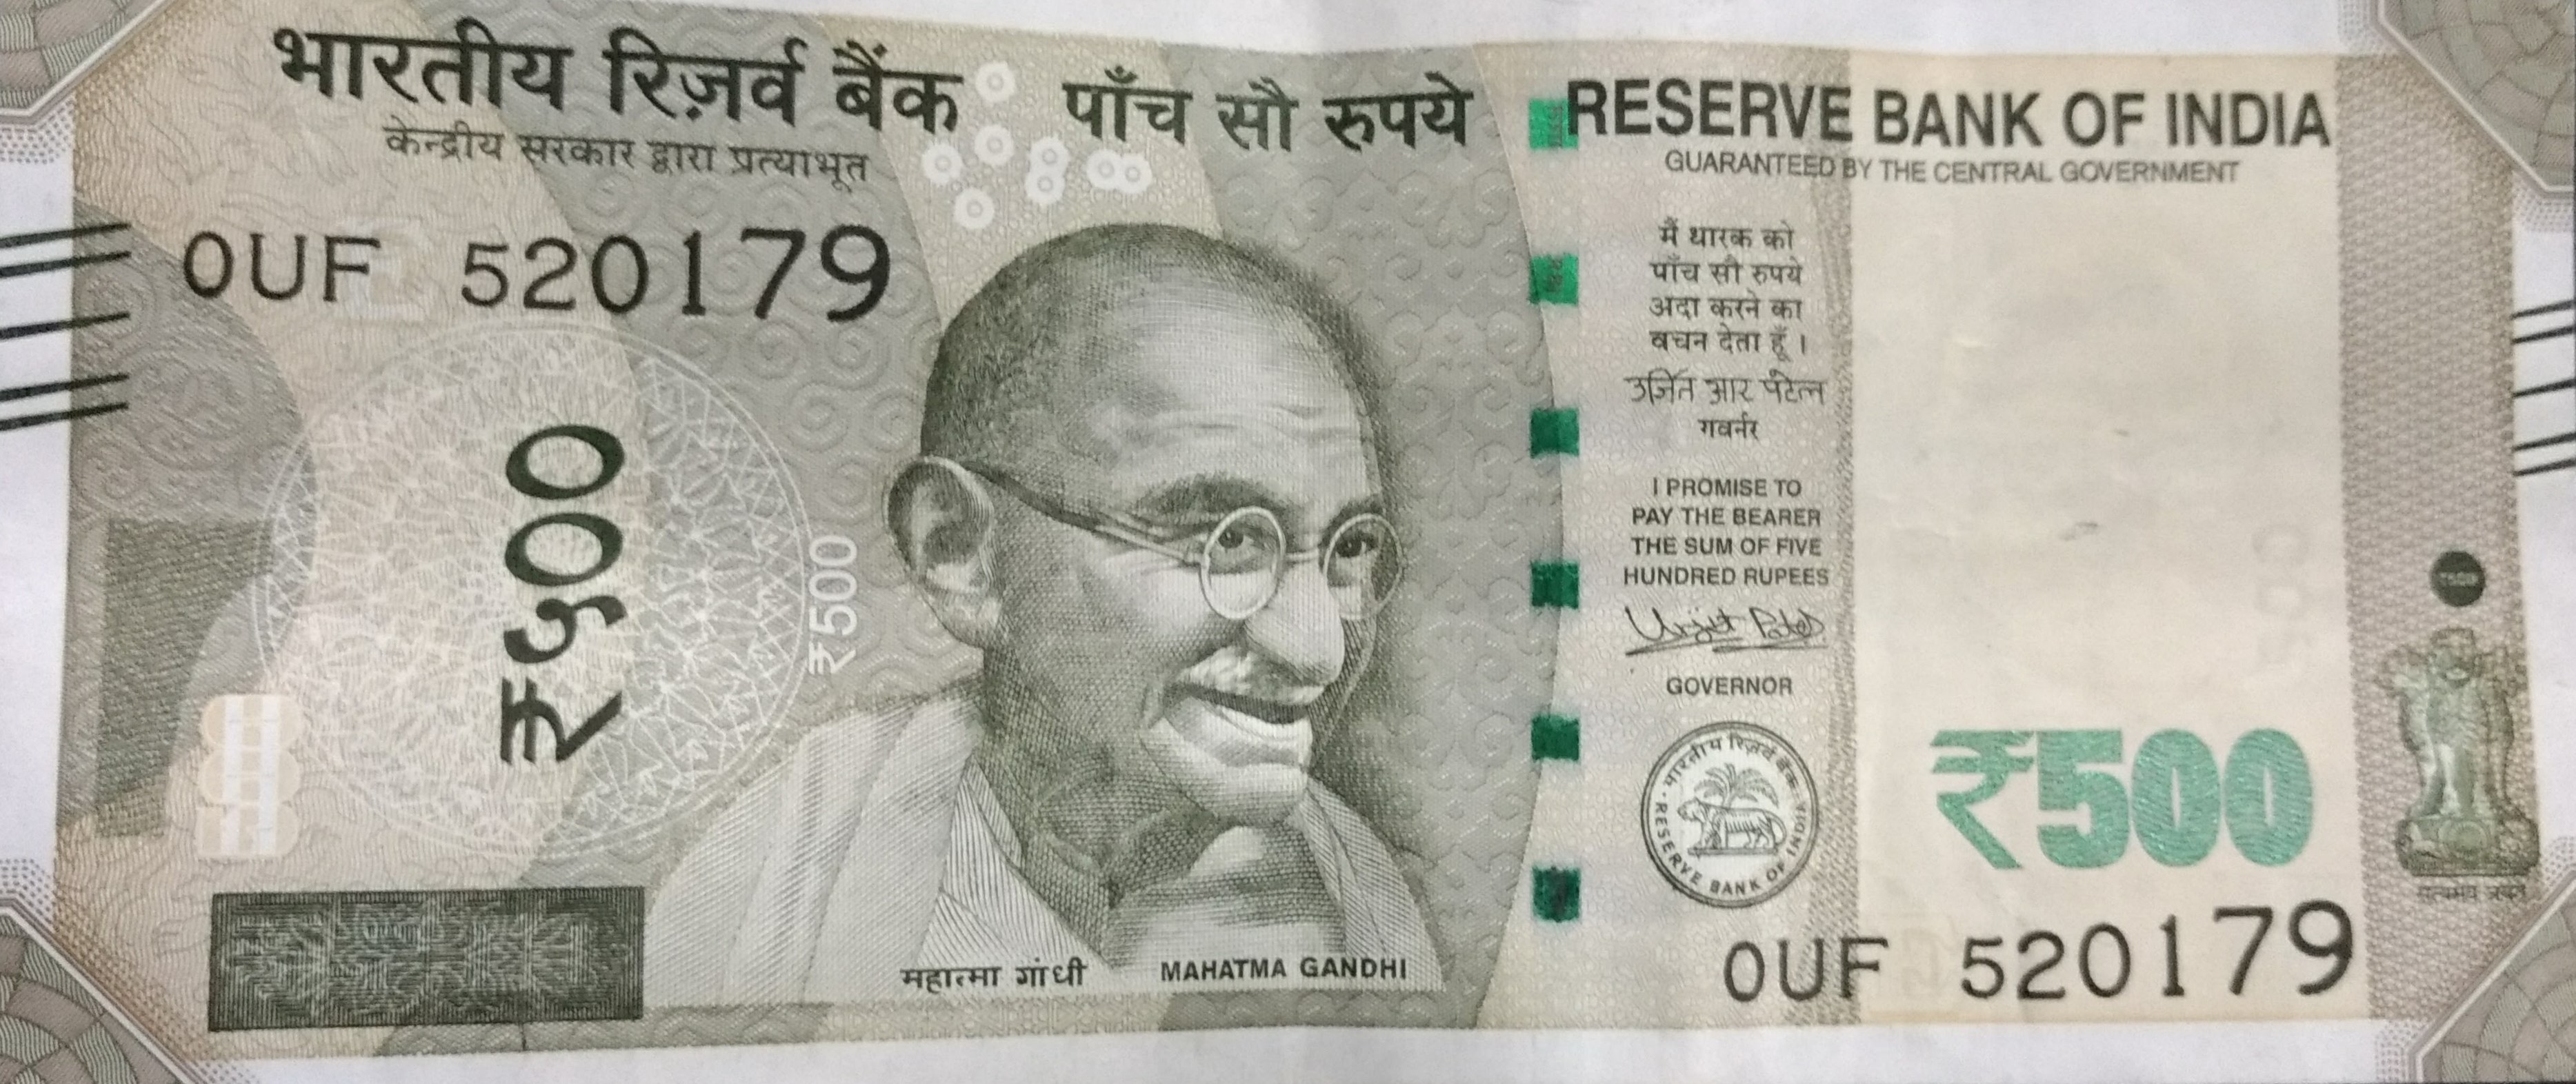 भारतीय रिज़र्व बैंक
केन्द्रीय सरकार द्वारा प्रत्याभूत
पाँच सौ रुपये
RESERVE BANK OF INDIA
GUARANTEED BY THE CENTRAL GOVERNMENT
0UF 520179
₹५००
₹500
मैं धारक को
पाँच सौ रुपये
अदा करने का
वचन देता हूँ ।
उर्जित आर पटेल
गवर्नर
I PROMISE TO
PAY THE BEARER
THE SUM OF FIVE
HUNDRED RUPEES
Urjit Patel
GOVERNOR
भारतीय रिज़र्व बैंक
RESERVE BANK OF INDIA
₹500
सत्यमेव जयते
0UF 520179
महात्मा गांधी
MAHATMA GANDHI